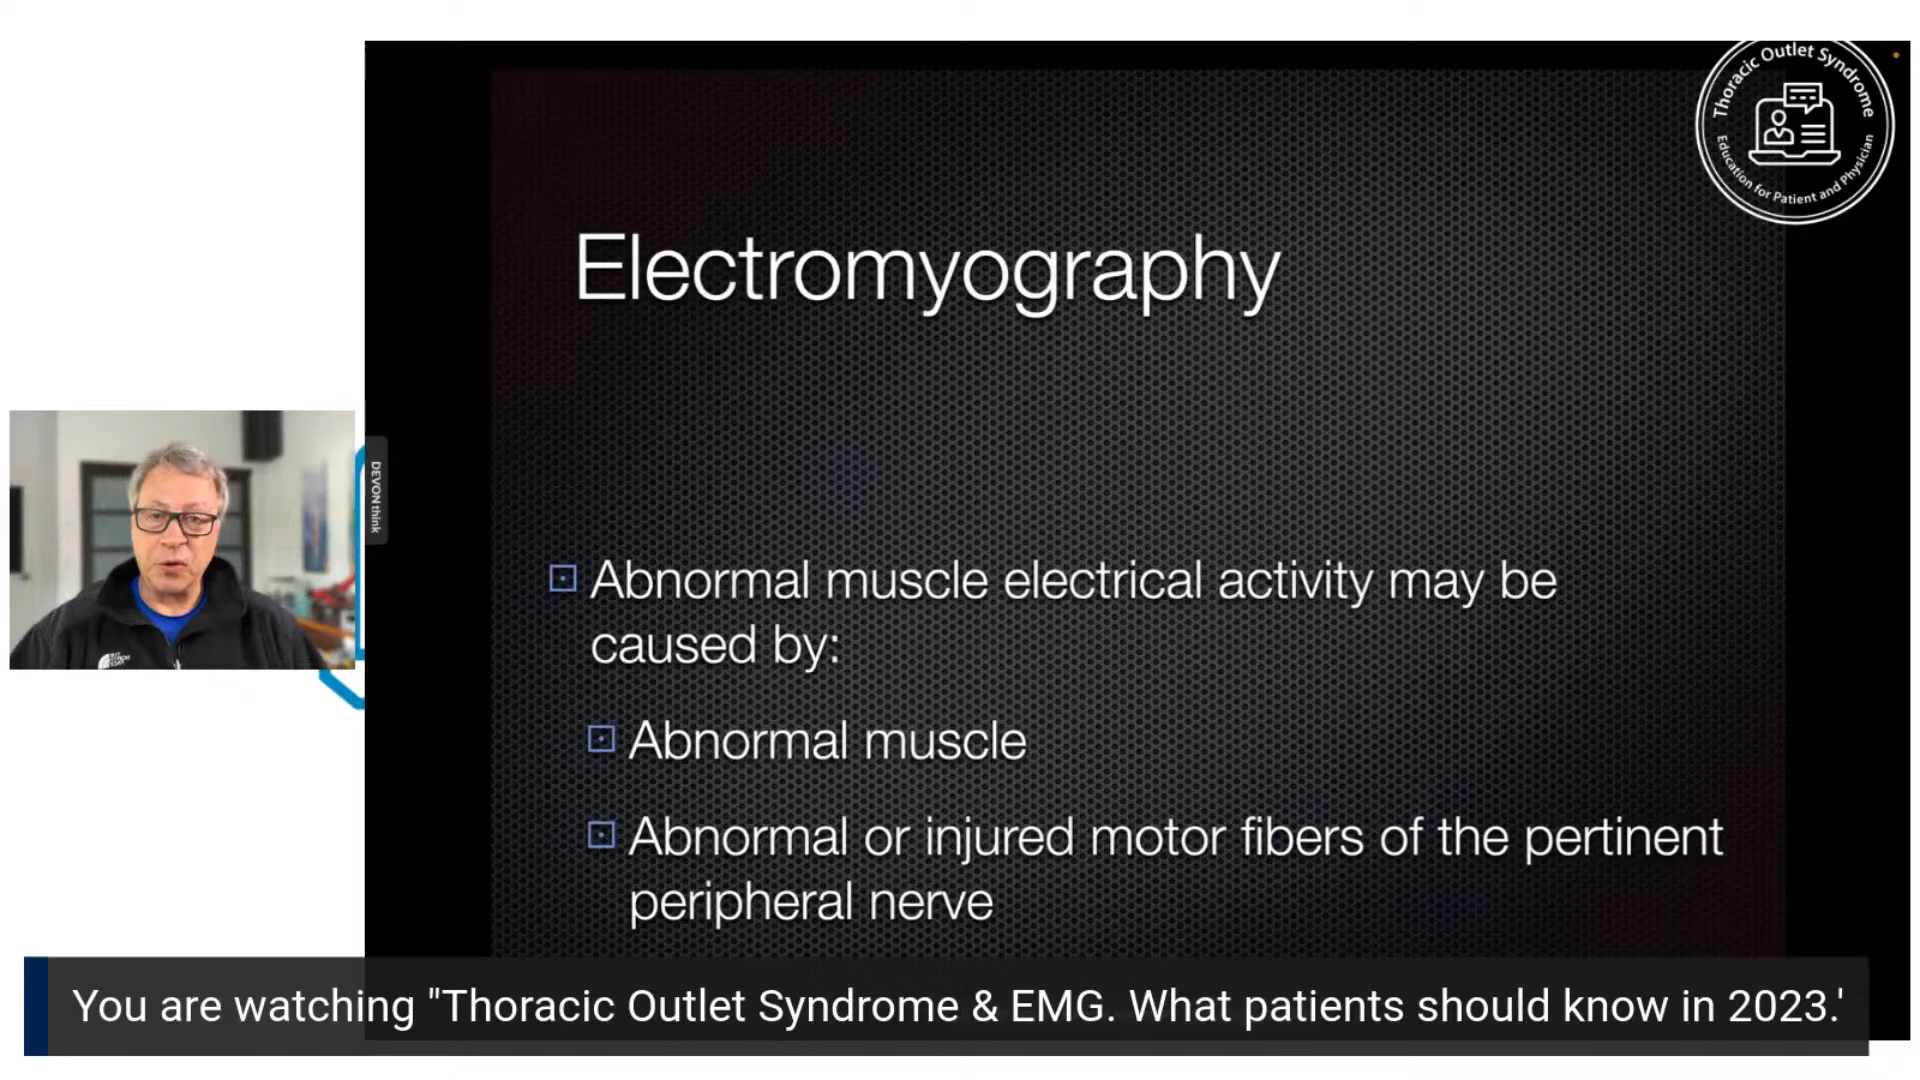 Thoracic Outlet Syndrome
Education for Patient and Physician
Electromyography
DEVONthink
Abnormal muscle electrical activity may be
caused by:
Abnormal muscle
Abnormal or injured motor fibers of the pertinent
peripheral nerve
You are watching "Thoracic Outlet Syndrome & EMG. What patients should know in 2023.'